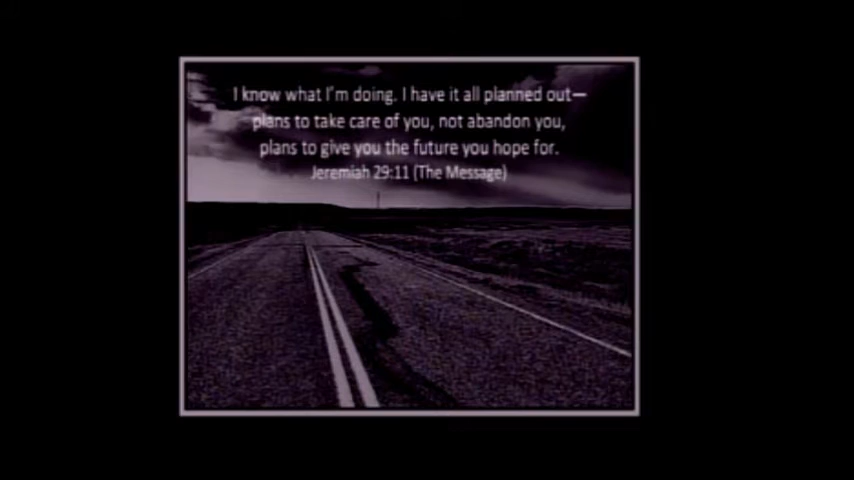 I know what I'm doing. I have it all planned out—
plans to take care of you, not abandon you,
plans to give you the future you hope for.
Jeremiah 29:11 (The Message)